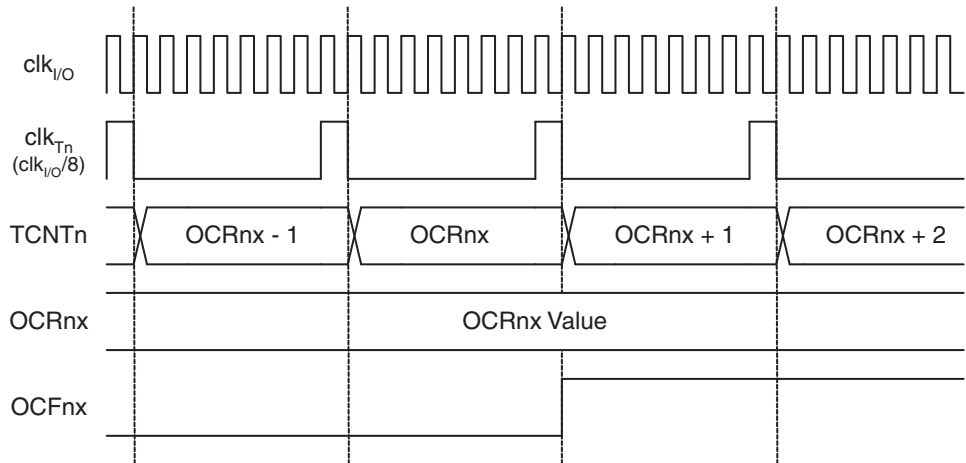 clkI/O
clkTn
(clkI/O/8)
TCNTn
OCRnx - 1
OCRnx
OCRnx + 1
OCRnx + 2
OCRnx
OCRnx Value
OCFnx